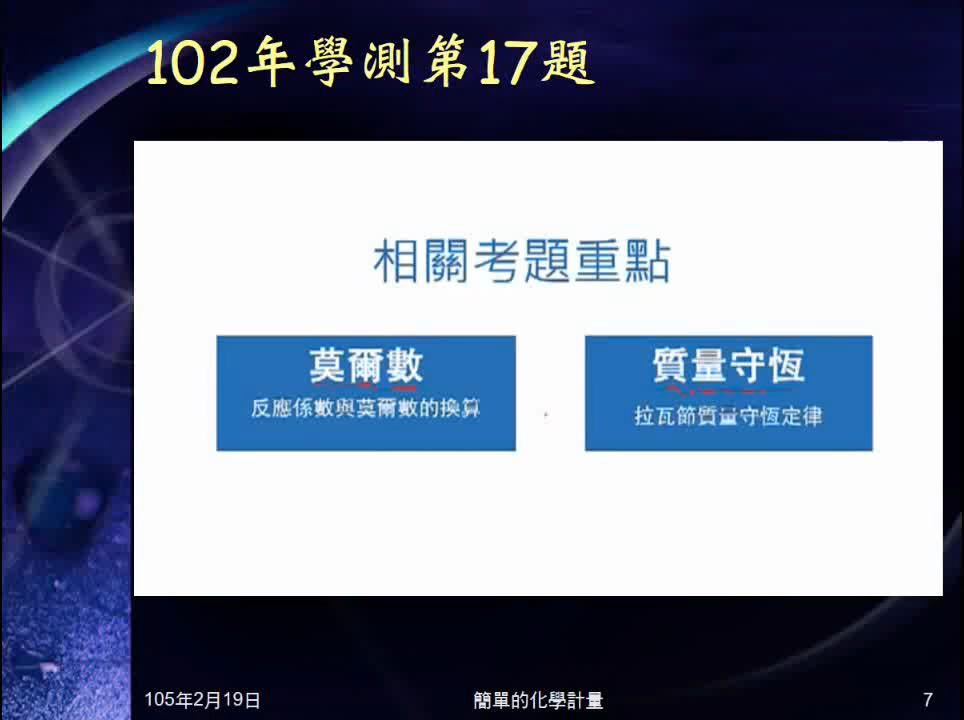 102年學測第17題
相關考題重點
莫爾數
反應係數與莫爾數的換算
質量守恆
拉瓦節質量守恆定律
105年2月19日
簡單的化學計量
7